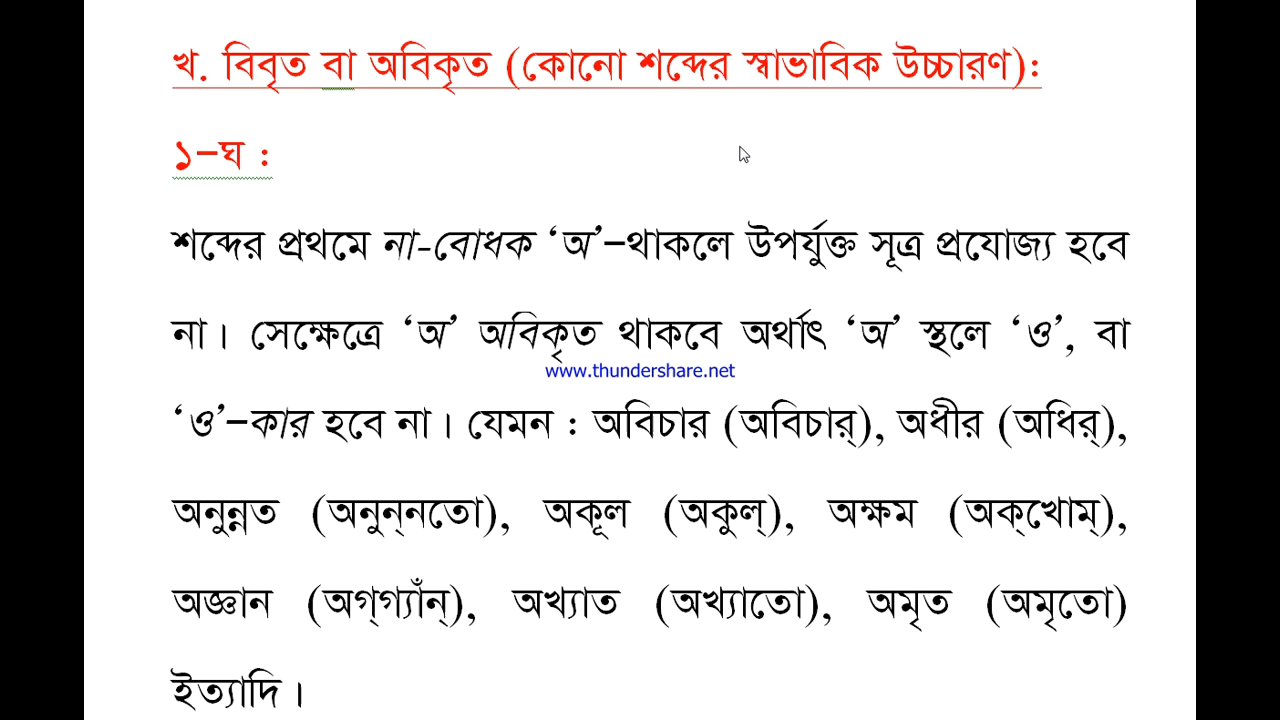 খ. বিবৃত বা অবিকৃত (কোনো শব্দের স্বাভাবিক উচ্চারণ):
১–ঘ :
শব্দের প্রথমে না-বোধক ‘অ’–থাকলে উপর্যুক্ত সূত্র প্রযোজ্য হবে
না। সেক্ষেত্রে ‘অ’ অবিকৃত থাকবে অর্থাৎ ‘অ’ স্থলে ‘ও’, বা
www.thundershare.net
‘ও’–কার হবে না। যেমন : অবিচার (অবিচার্), অধীর (অধির্),
অনুন্নত (অনুন্‌নতো), অকূল (অকুল্), অক্ষম (অক্‌খোম্),
অজ্ঞান (অগ্‌গ্যাঁন্), অখ্যাত (অখ্যাতো), অমৃত (অমৃতো)
ইত্যাদি।